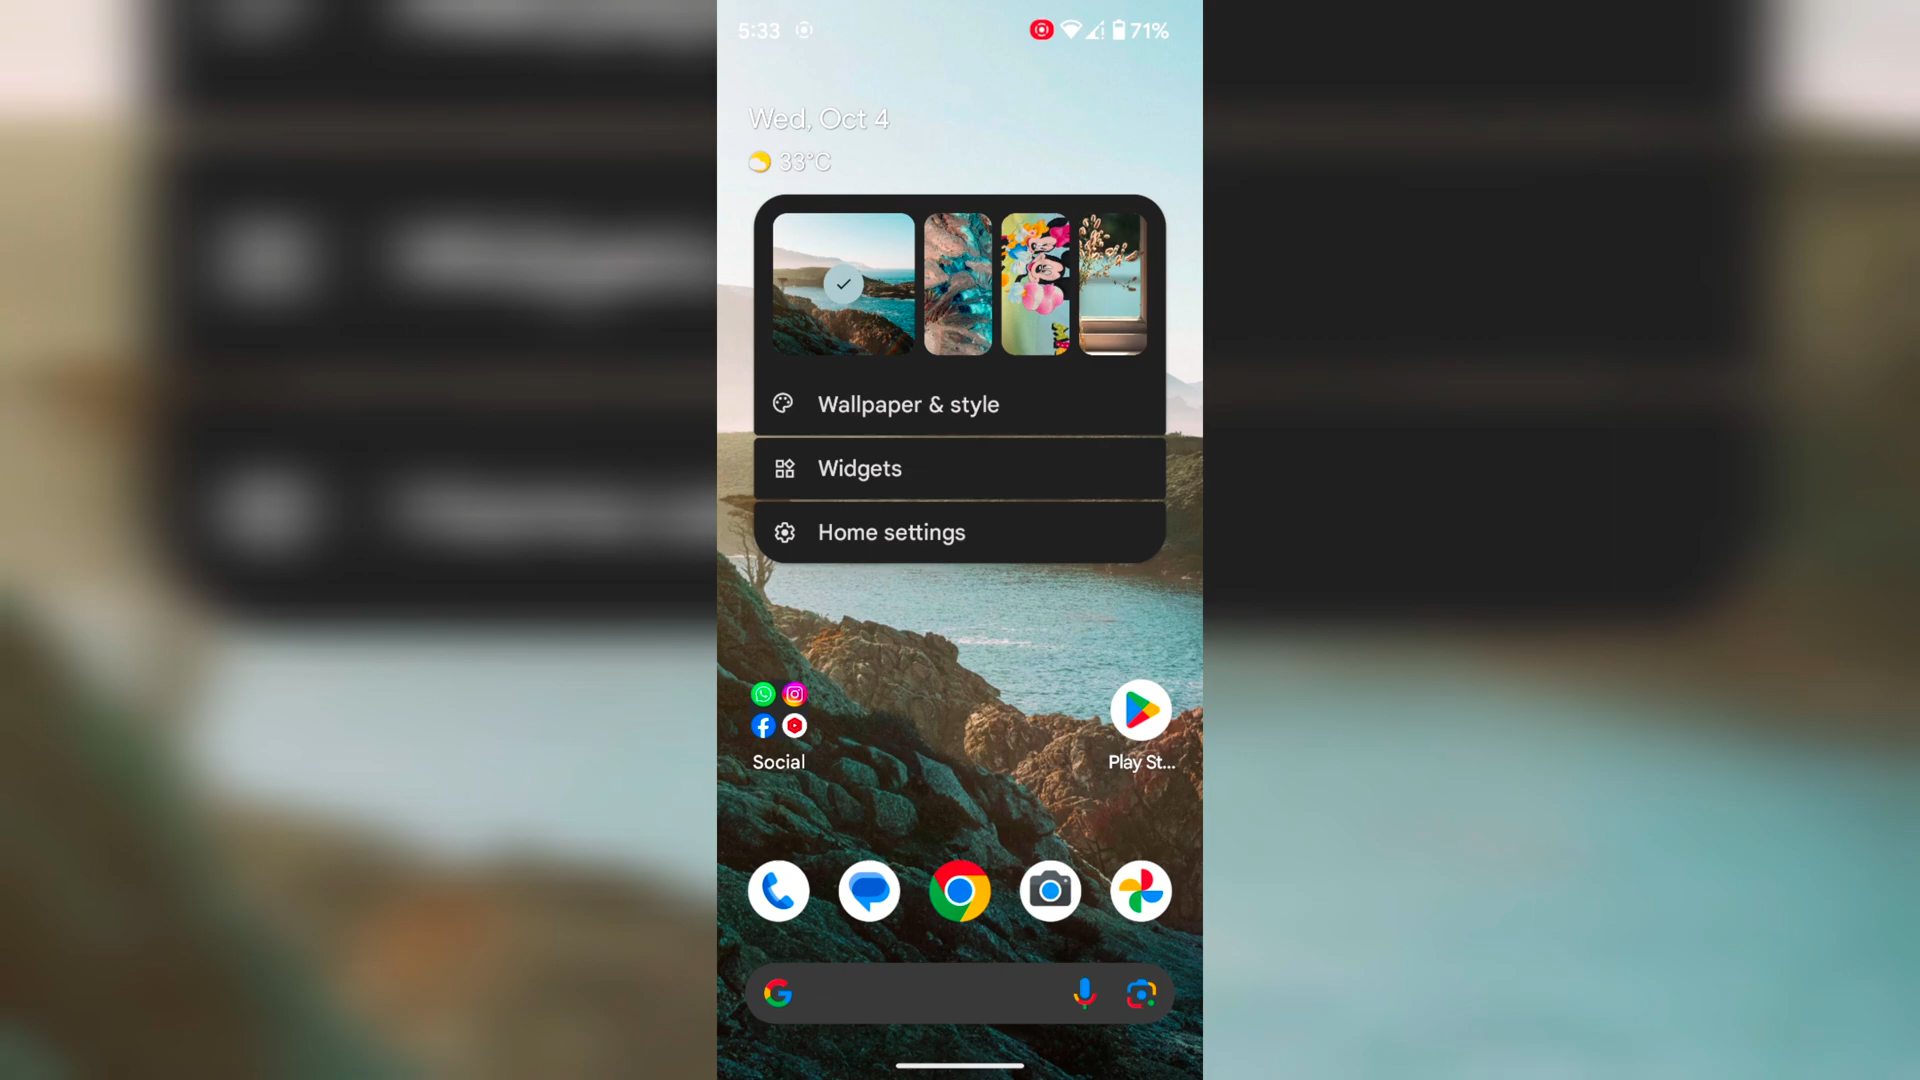 5:33
71%
Wed, Oct 4
33°C
Wallpaper & style
Widgets
Home settings
Social
Play St...